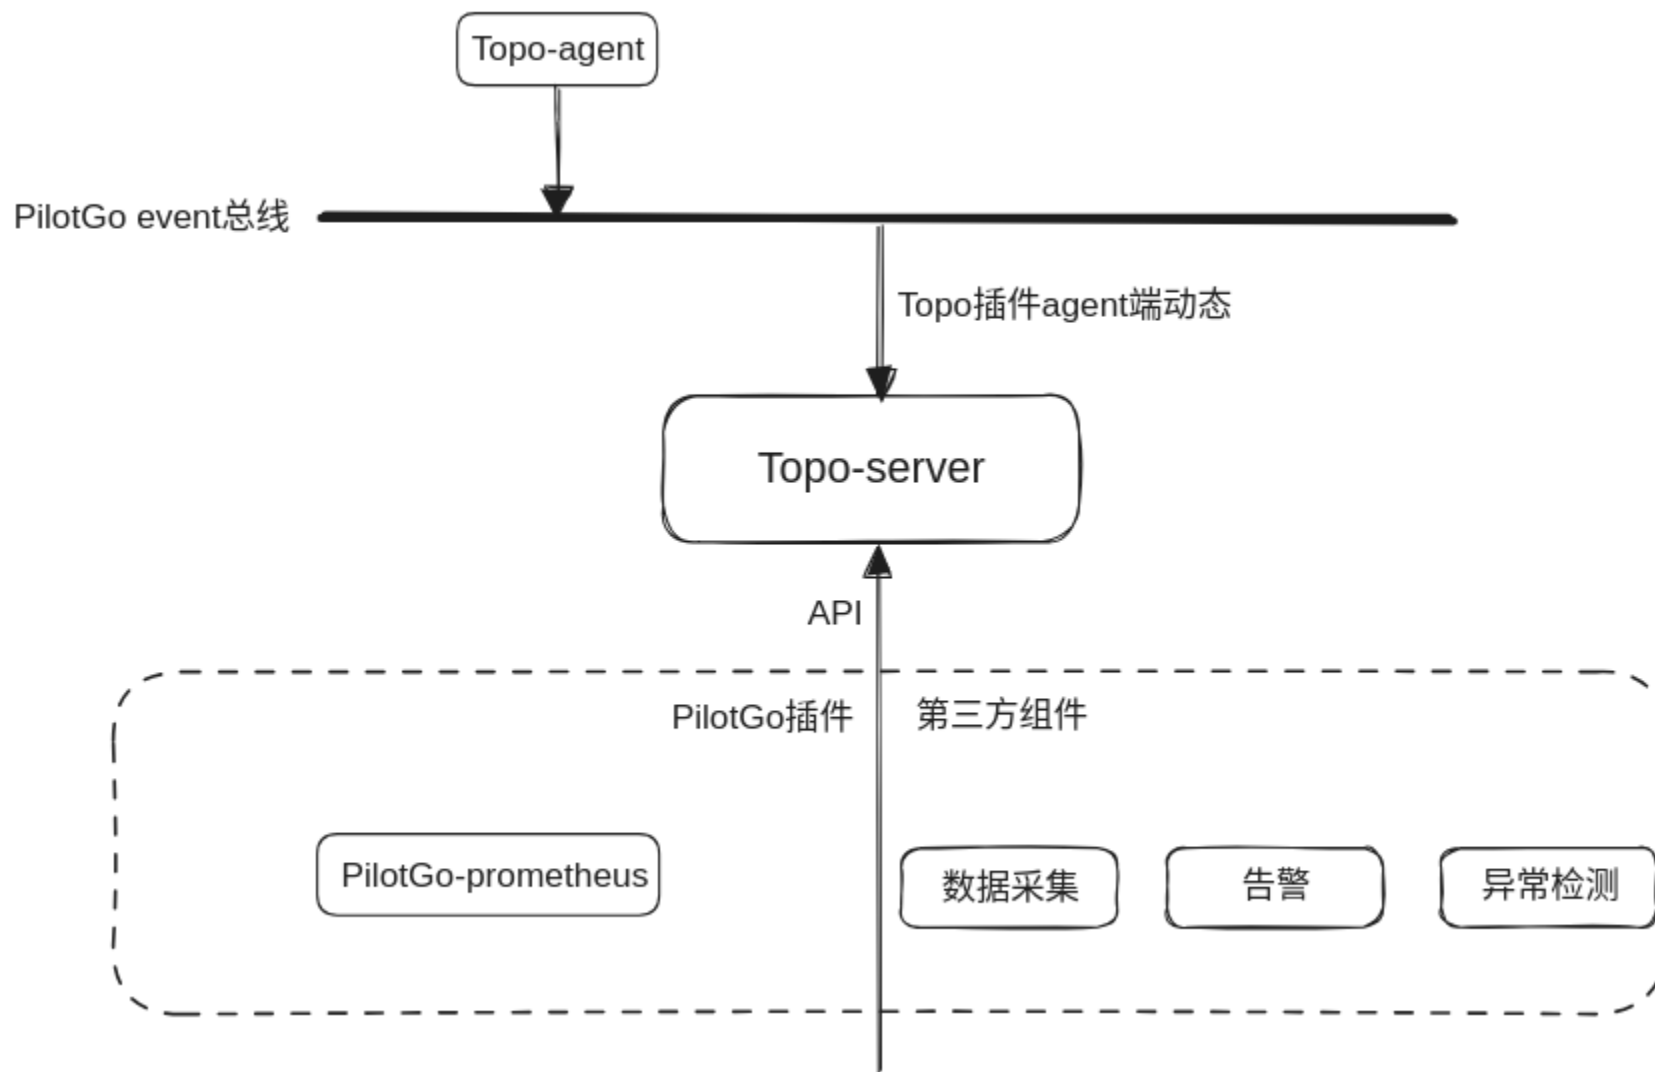 Topo-agent
PilotGo event总线
Topo插件agent端动态
Topo-server
API
PilotGo插件
第三方组件
PilotGo-prometheus
数据采集
告警
异常检测